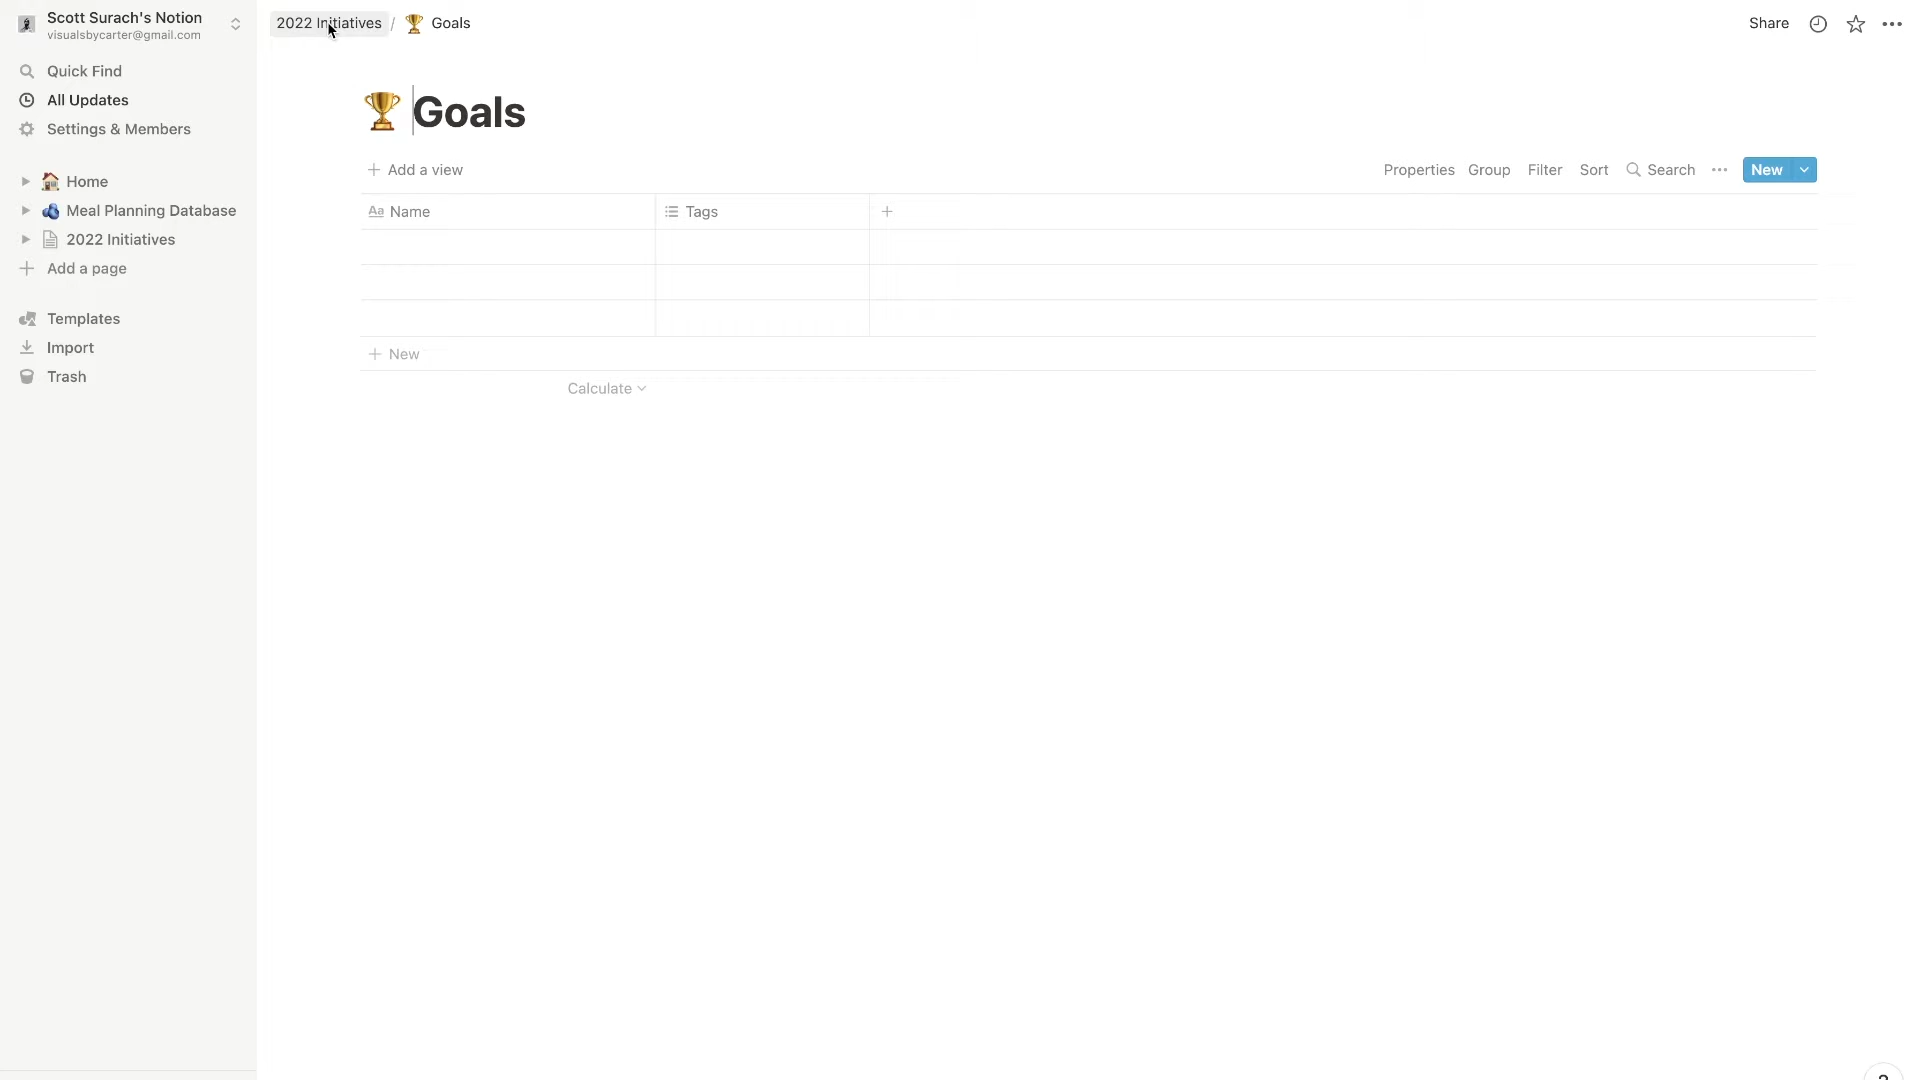 Scott Surach's Notion
visualsbycarter@gmail.com
Quick Find
All Updates
Settings & Members
Home
Meal Planning Database
2022 Initiatives
Add a page
Templates
Import
Trash
2022 Initiatives / Goals
Share
Goals
Add a view
Properties Group Filter Sort Search New
Aa Name Tags
New
Calculate